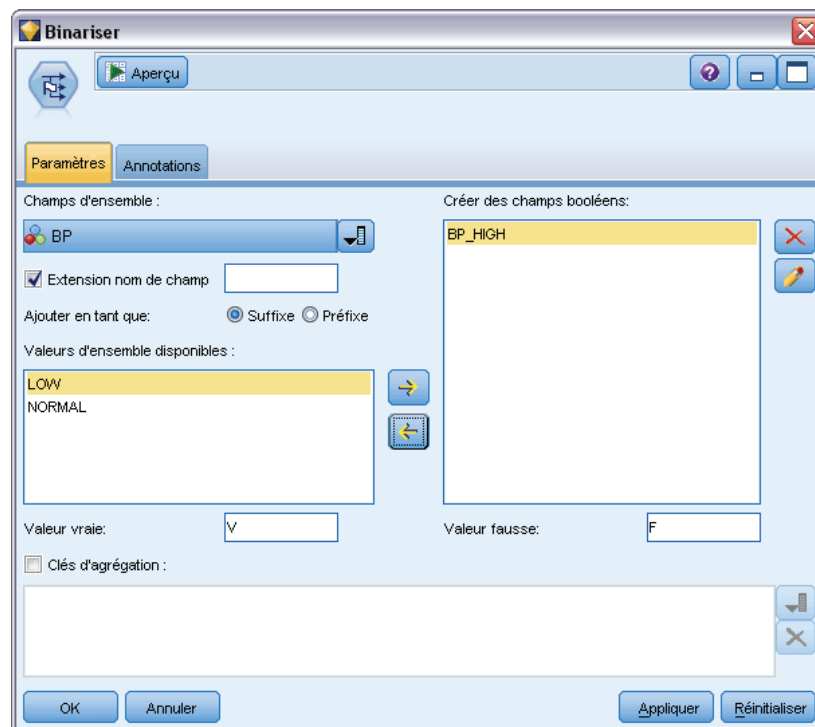 Binariser
Aperçu
Paramètres
Annotations
Champs d'ensemble :
BP
Extension nom de champ
Ajouter en tant que:
Suffixe
Préfixe
Valeurs d'ensemble disponibles :
LOW
NORMAL
Créer des champs booléens:
BP_HIGH
Valeur vraie:
V
Valeur fausse:
F
Clés d'agrégation :
OK
Annuler
Appliquer
Réinitialiser